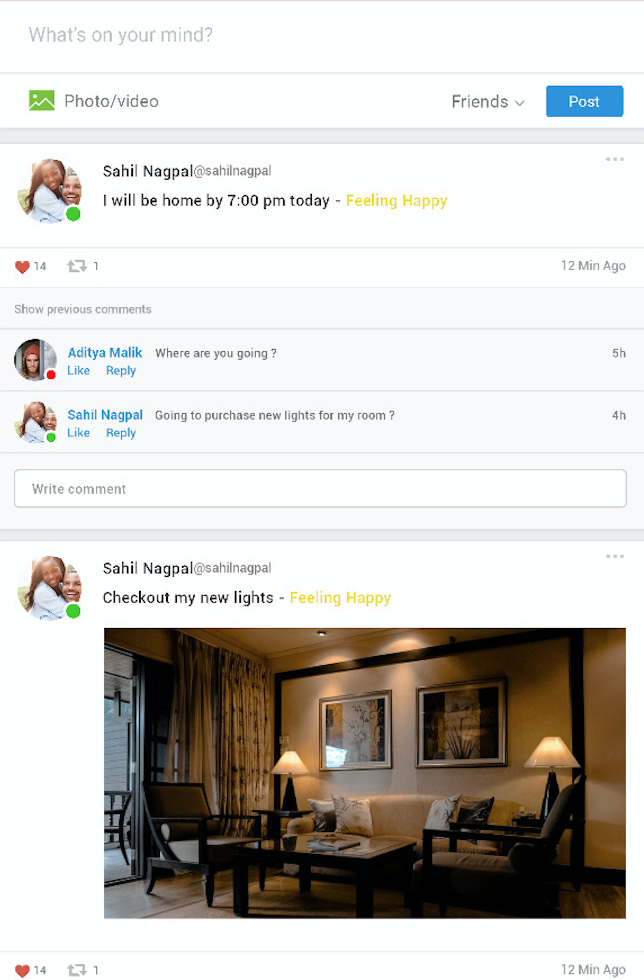 What's on your mind?
Photo/video Friends Post
Sahil Nagpal@sahilnagpal
I will be home by 7:00 pm today - Feeling Happy
14 1 12 Min Ago
Show previous comments
Aditya Malik Where are you going ? 5h
Like Reply
Sahil Nagpal Going to purchase new lights for my room ? 4h
Like Reply
Write comment
Sahil Nagpal@sahilnagpal
Checkout my new lights - Feeling Happy
14 1 12 Min Ago